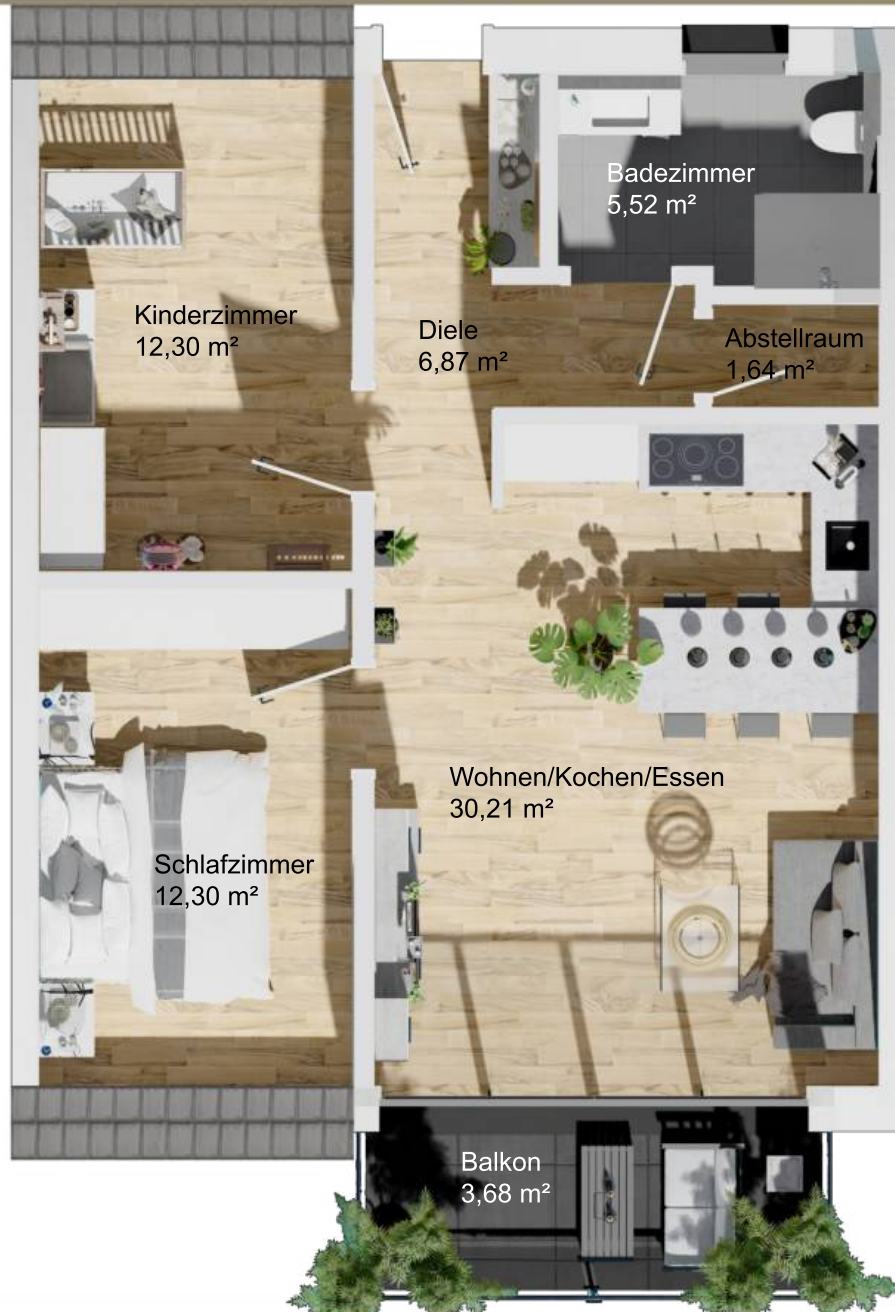 Badezimmer
5,52 m²
Kinderzimmer
12,30 m²
Diele
6,87 m²
Abstellraum
1,64 m²
Wohnen/Kochen/Essen
30,21 m²
Schlafzimmer
12,30 m²
Balkon
3,68 m²